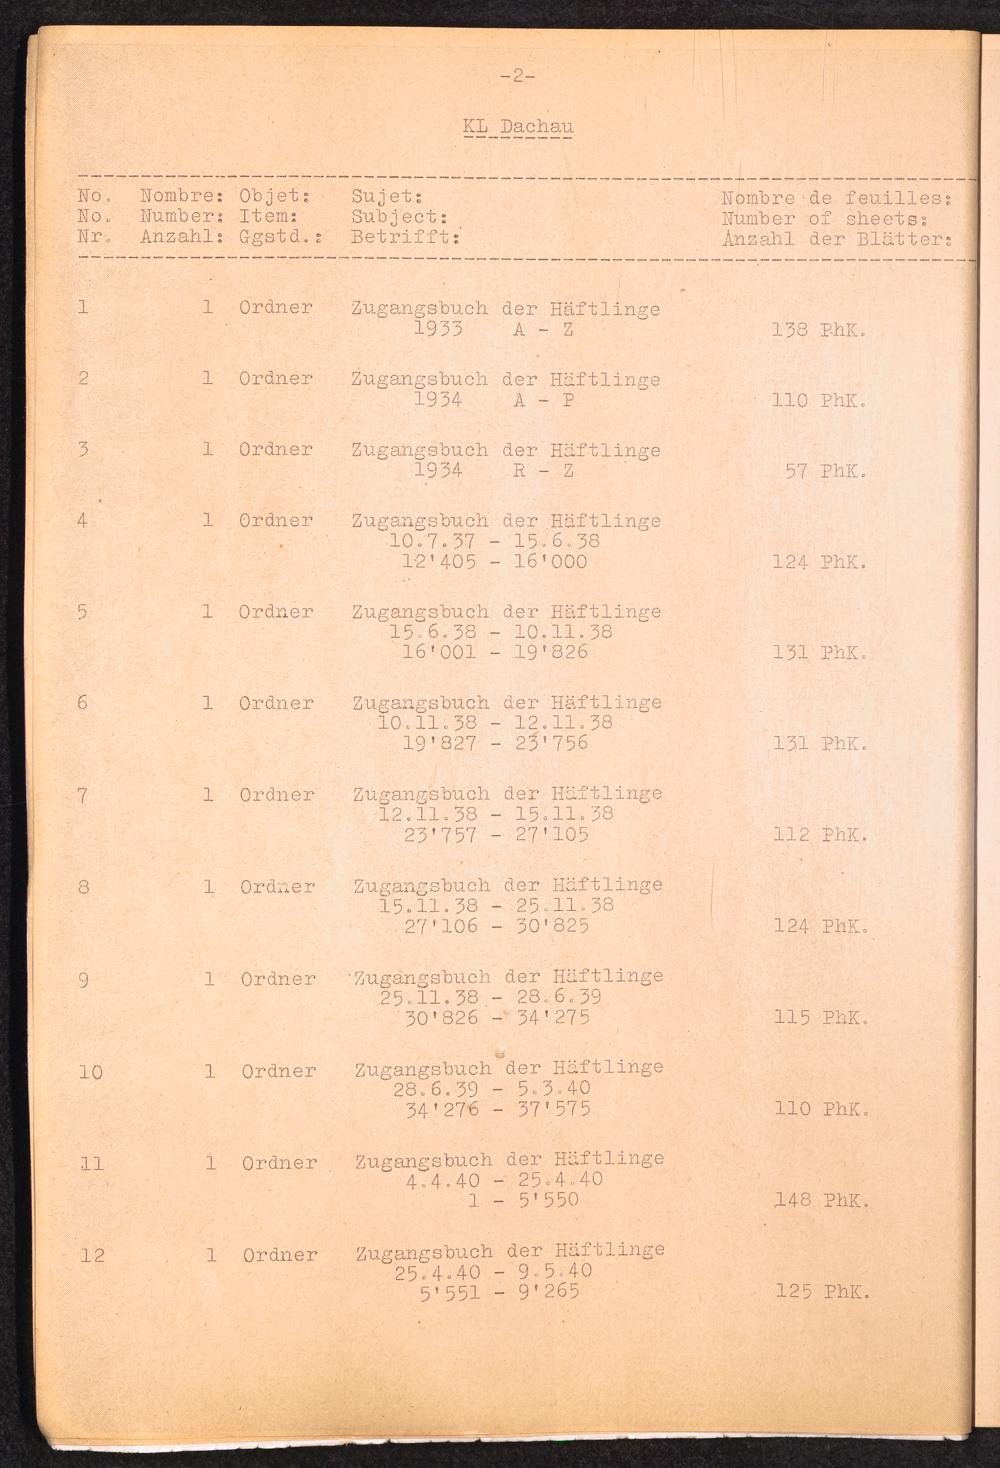 -2-
KL Dachau
No. Nombre: Objet: Sujet: Nombre de feuilles:
No. Number: Item: Subject: Number of sheets:
Nr. Anzahl: Ggstd.: Betrifft: Anzahl der Blätter:
1 1 Ordner Zugangsbuch der Häftlinge
1933 A - Z 138 PhK.
2 1 Ordner Zugangsbuch der Häftlinge
1934 A - P 110 PhK.
3 1 Ordner Zugangsbuch der Häftlinge
1934 R - Z 57 PhK.
4 1 Ordner Zugangsbuch der Häftlinge
10.7.37 - 15.6.38
12'405 - 16'000 124 PhK.
5 1 Ordner Zugangsbuch der Häftlinge
15.6.38 - 10.11.38
16'001 - 19'826 131 PhK.
6 1 Ordner Zugangsbuch der Häftlinge
10.11.38 - 12.11.38
19'827 - 23'756 131 PhK.
7 1 Ordner Zugangsbuch der Häftlinge
12.11.38 - 15.11.38
23'757 - 27'105 112 PhK.
8 1 Ordner Zugangsbuch der Häftlinge
15.11.38 - 25.11.38
27'106 - 30'825 124 PhK.
9 1 Ordner Zugangsbuch der Häftlinge
25.11.38 - 28.6.39
30'826 - 34'275 115 PhK.
10 1 Ordner Zugangsbuch der Häftlinge
28.6.39 - 5.3.40
34'276 - 37'575 110 PhK.
11 1 Ordner Zugangsbuch der Häftlinge
4.4.40 - 25.4.40
1 - 5'550 148 PhK.
12 1 Ordner Zugangsbuch der Häftlinge
25.4.40 - 9.5.40
5'551 - 9'265 125 PhK.